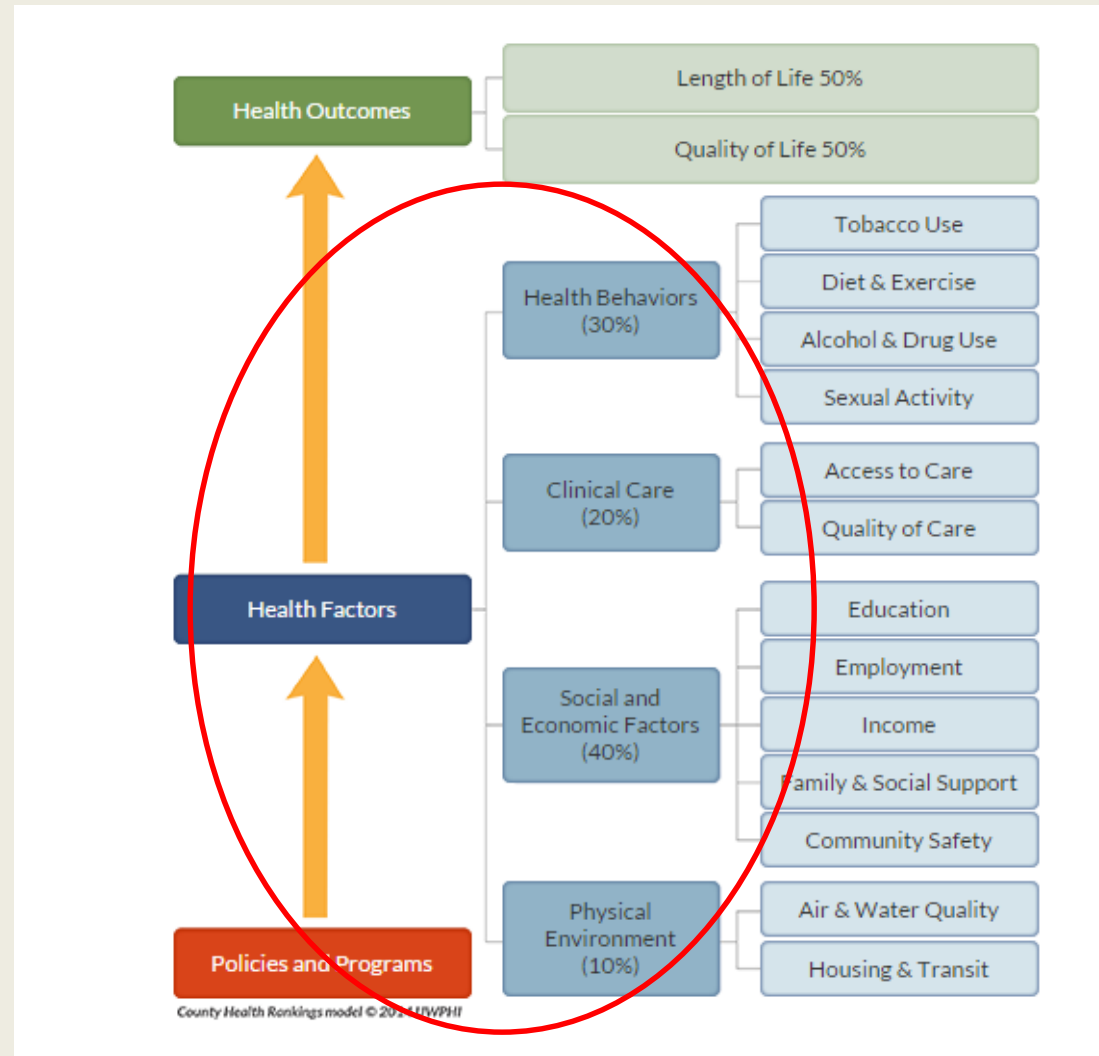 Health Outcomes
Length of Life 50%
Quality of Life 50%
Health Behaviors
(30%)
Tobacco Use
Diet & Exercise
Alcohol & Drug Use
Sexual Activity
Clinical Care
(20%)
Access to Care
Quality of Care
Health Factors
Social and
Economic Factors
(40%)
Education
Employment
Income
Family & Social Support
Community Safety
Physical
Environment
(10%)
Air & Water Quality
Housing & Transit
Policies and Programs
County Health Rankings model © 2014 UWPHI